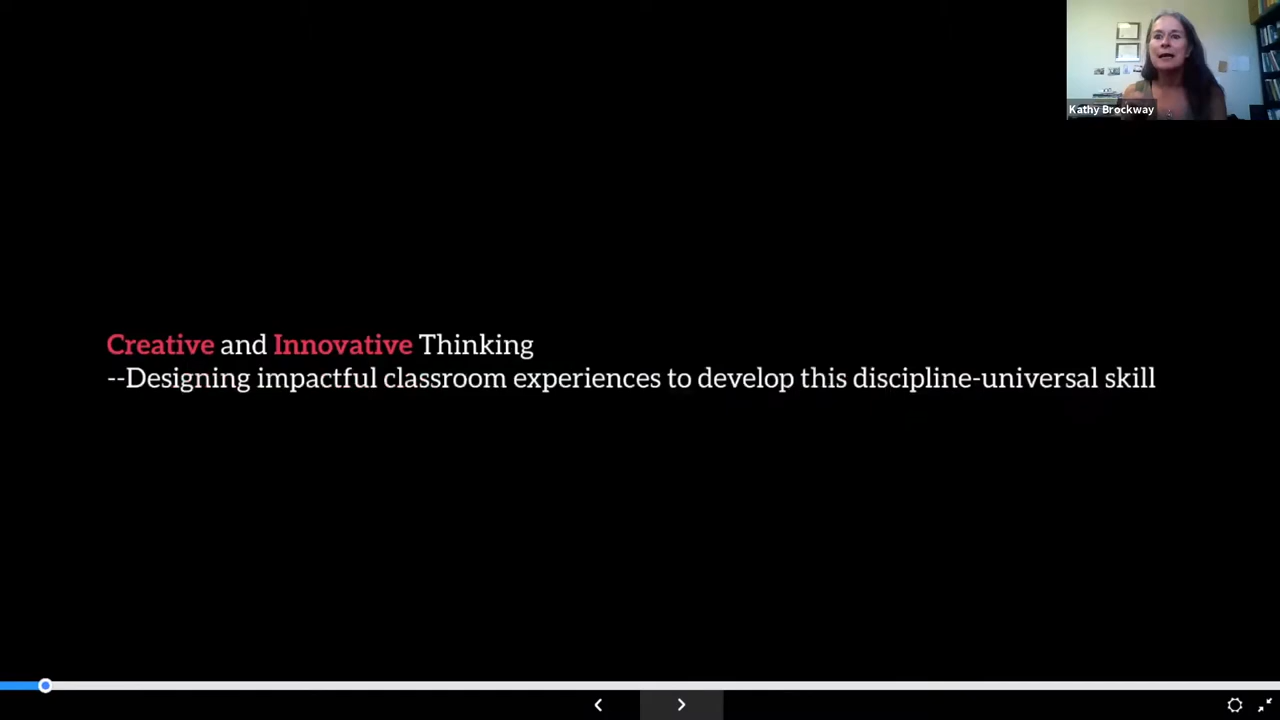 Kathy Brockway
Creative and Innovative Thinking
--Designing impactful classroom experiences to develop this discipline-universal skill